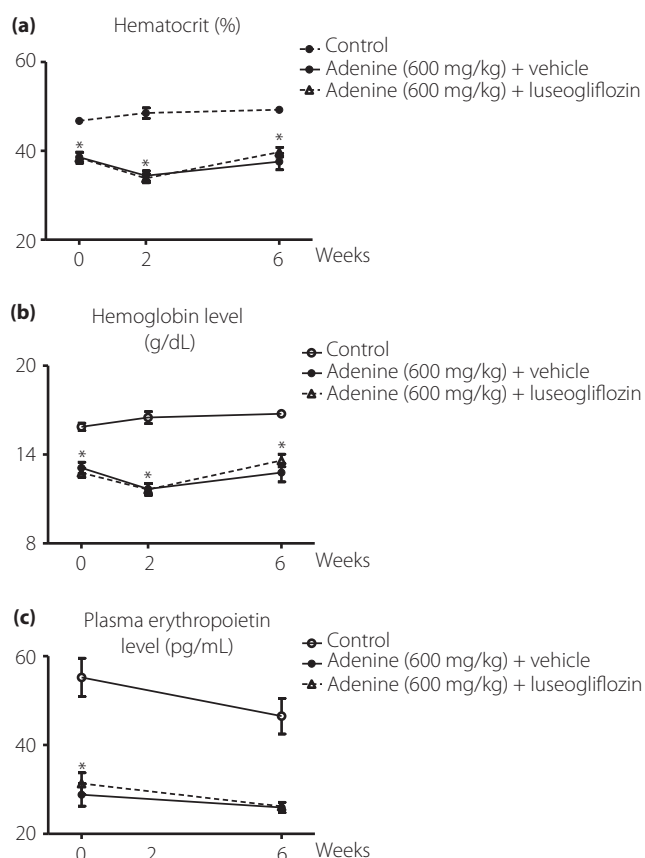 (a)
Hematocrit (%)
Control
Adenine (600 mg/kg) + vehicle
Adenine (600 mg/kg) + luseogliflozin
60
40
20
*
*
*
0 2 6 Weeks
(b)
Hemoglobin level
(g/dL)
Control
Adenine (600 mg/kg) + vehicle
Adenine (600 mg/kg) + luseogliflozin
20
14
8
*
*
*
0 2 6 Weeks
(c)
Plasma erythropoietin
level (pg/mL)
Control
Adenine (600 mg/kg) + vehicle
Adenine (600 mg/kg) + luseogliflozin
60
40
20
*
0 2 6 Weeks